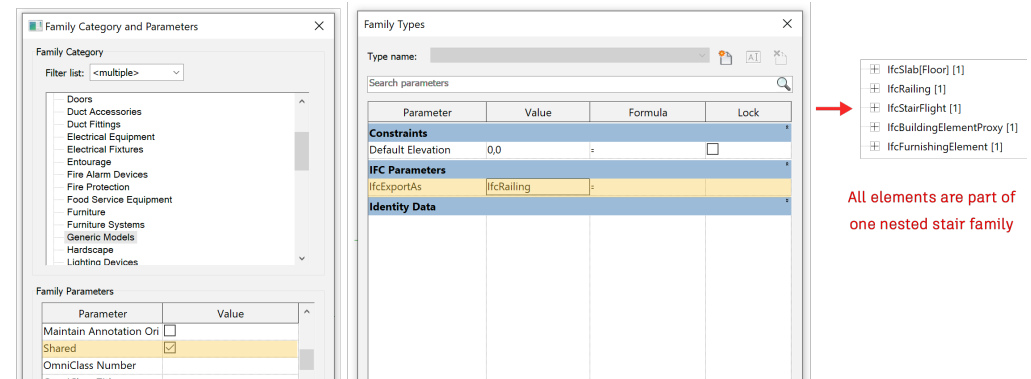 Family Category and Parameters
Family Category
Filter list: <multiple>
Doors
Duct Accessories
Duct Fittings
Electrical Equipment
Electrical Fixtures
Entourage
Fire Alarm Devices
Fire Protection
Food Service Equipment
Furniture
Furniture Systems
Generic Models
Hardscape
Lighting Devices
Family Parameters
Parameter Value
Maintain Annotation Ori
Shared
OmniClass Number
Family Types
Type name:
Search parameters
Parameter Value Formula Lock
Constraints
Default Elevation 0,0 =
IFC Parameters
IfcExportAs IfcRailing =
Identity Data
IfcSlab[Floor] [1]
IfcRailing [1]
IfcStairFlight [1]
IfcBuildingElementProxy [1]
IfcFurnishingElement [1]
All elements are part of
one nested stair family